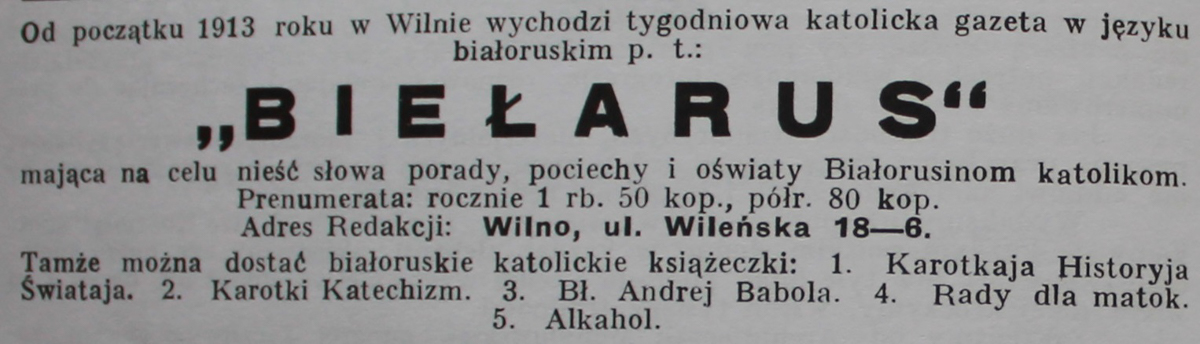 Od początku 1913 roku w Wilnie wychodzi tygodniowa katolicka gazeta w języku
białoruskim p. t.:
„BIEŁARUS“
mająca na celu nieść słowa porady, pociechy i oświaty Białorusinom katolikom.
Prenumerata: rocznie 1 rb. 50 kop., półr. 80 kop.
Adres Redakcji: Wilno, ul. Wileńska 18—6.
Tamże można dostać białoruskie katolickie książeczki: 1. Karotkaja Historyja
Świataja. 2. Karotki Katechizm. 3. Bł. Andrej Babola. 4. Rady dla matok.
5. Alkahol.